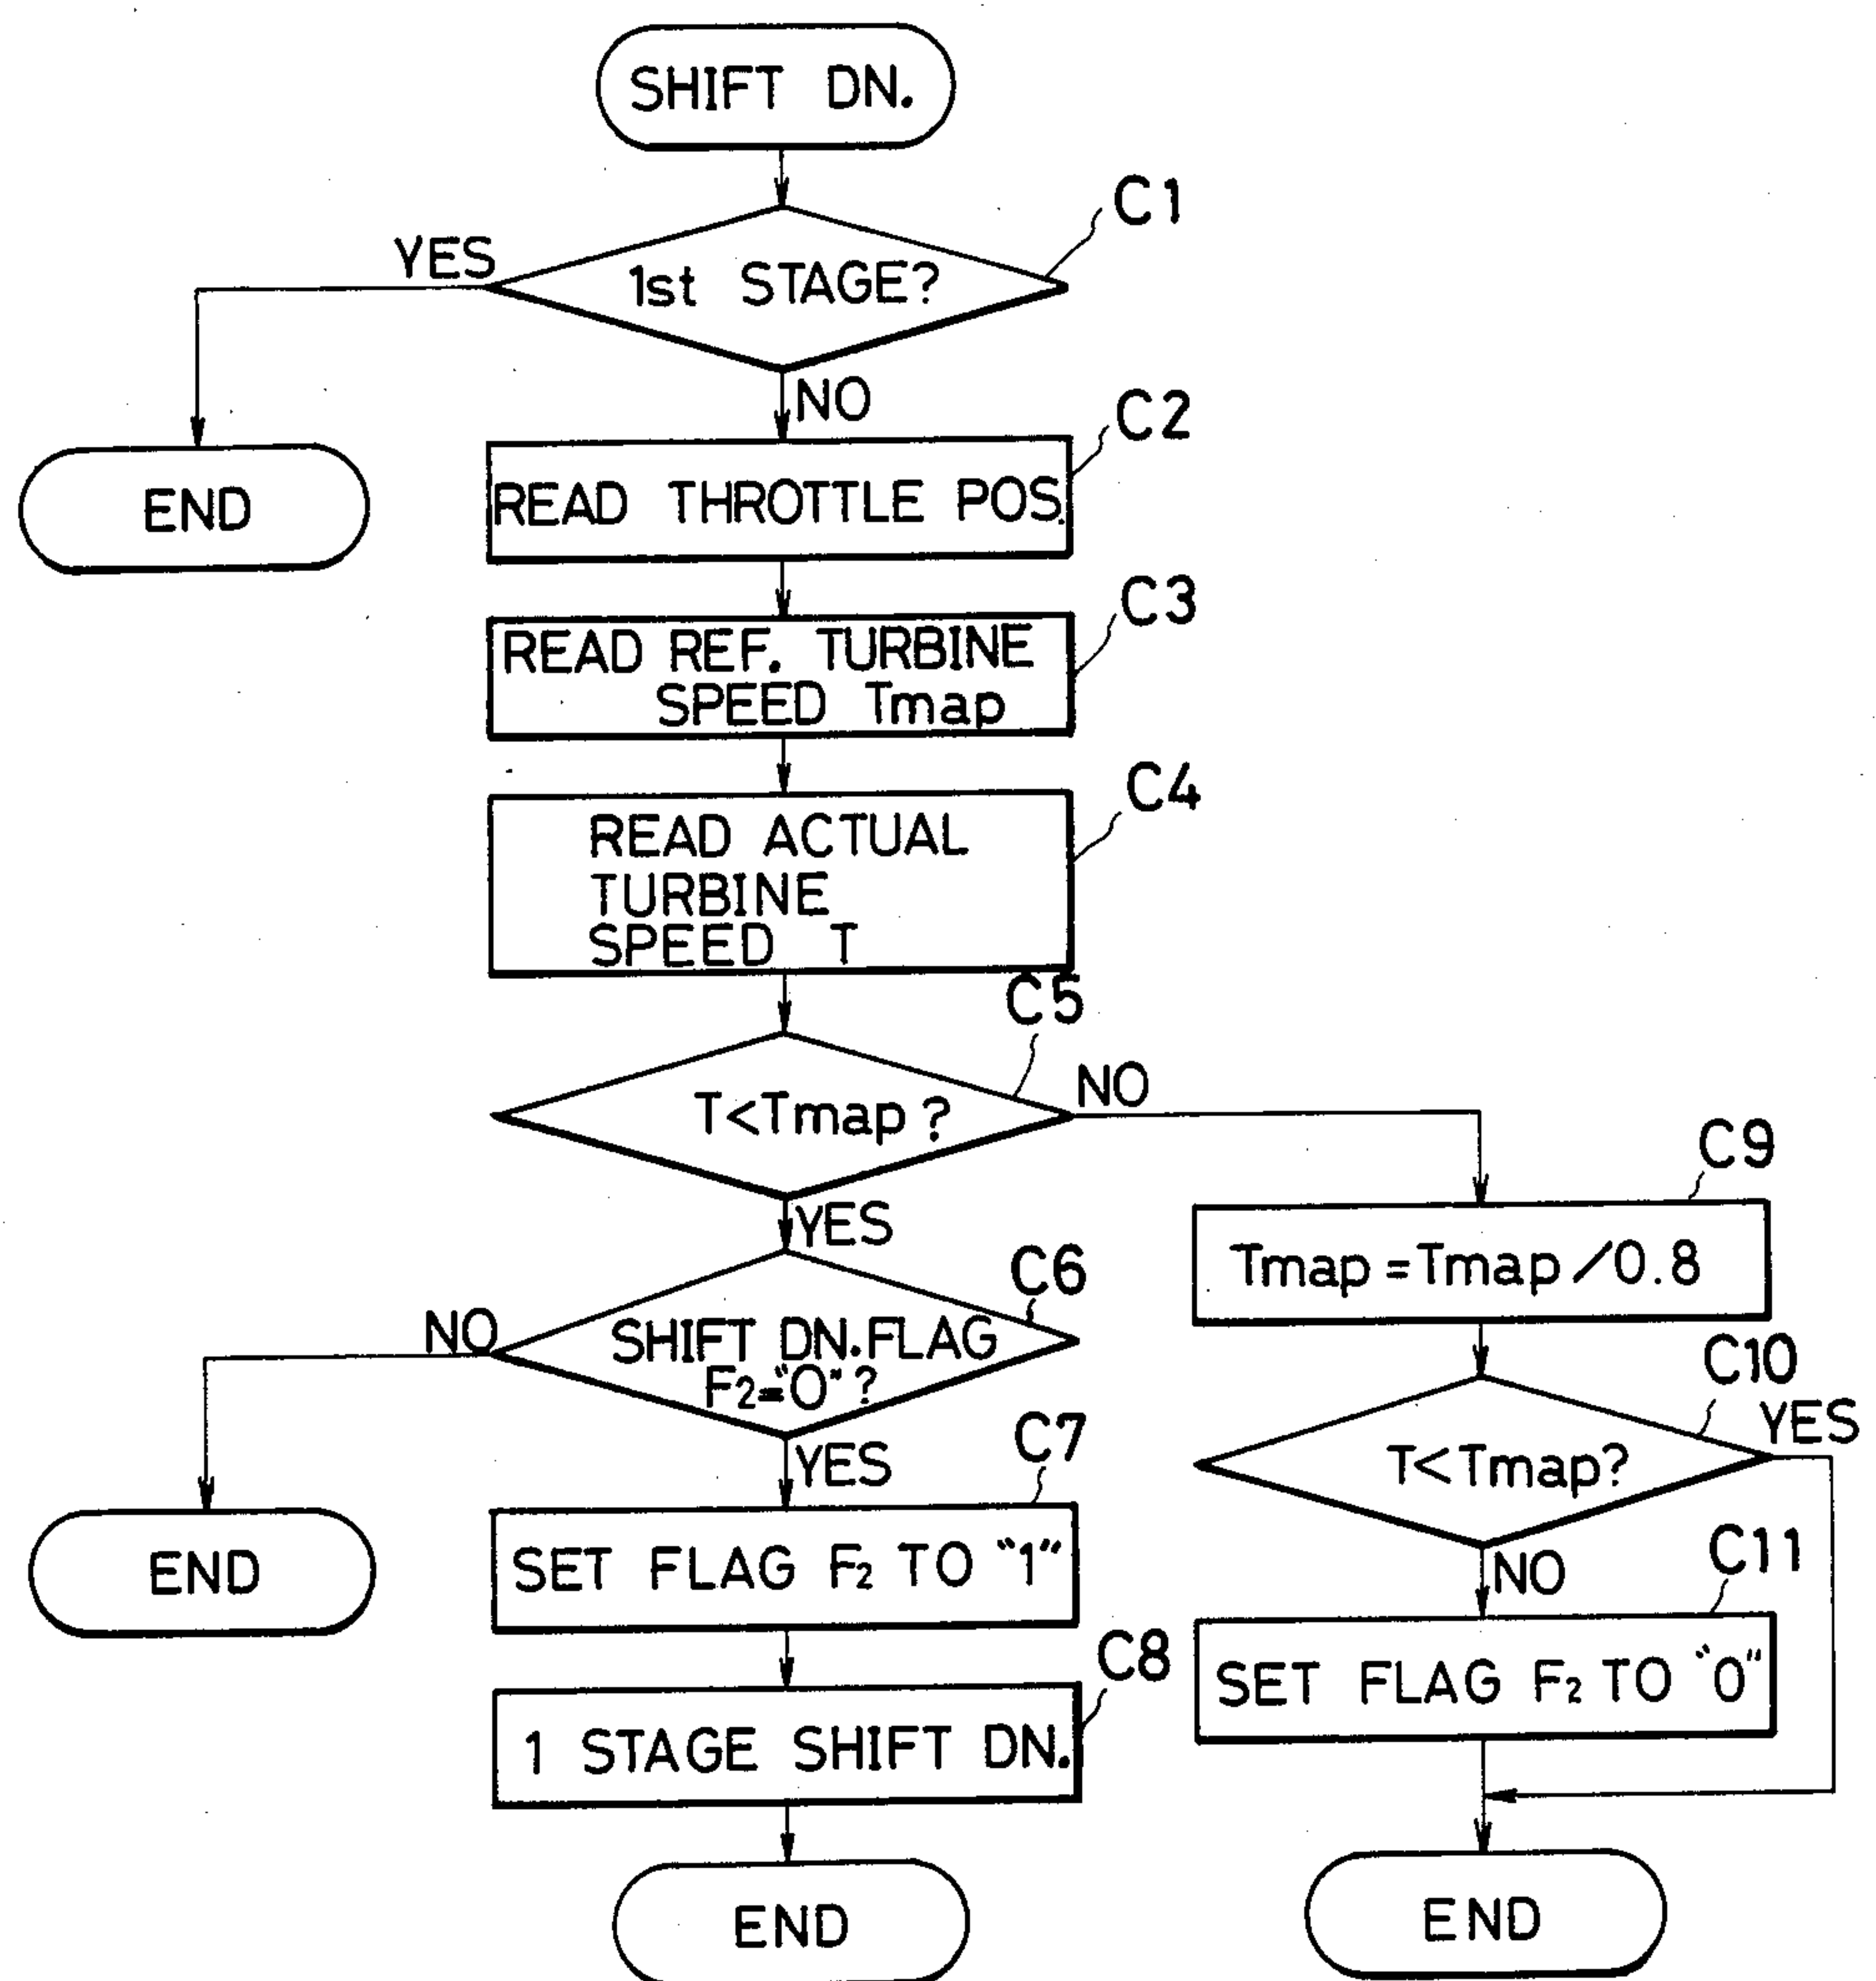 SHIFT DN.
C1
YES
1st STAGE?
NO
C2
END
READ THROTTLE POS.
C3
READ REF. TURBINE
SPEED Tmap
C4
READ ACTUAL
TURBINE
SPEED T
C5
T<Tmap?
NO
YES
C9
Tmap=Tmap/0.8
C6
NO
SHIFT DN.FLAG
F2="0"?
C10
YES
T<Tmap?
YES
C7
END
SET FLAG F2 TO "1"
NO
C11
C8
SET FLAG F2 TO "0"
1 STAGE SHIFT DN.
END
END